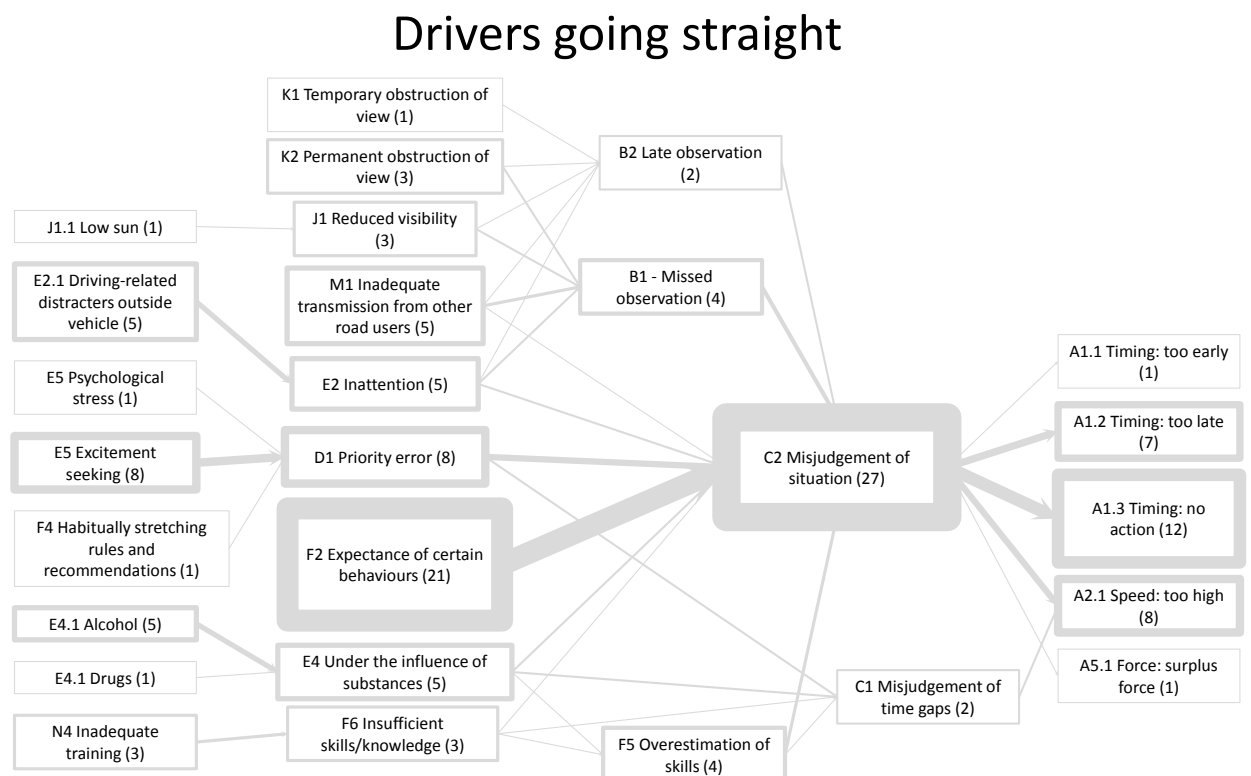 Drivers going straight
K1 Temporary obstruction of
view (1)
K2 Permanent obstruction of
view (3)
B2 Late observation
(2)
J1.1 Low sun (1)
J1 Reduced visibility
(3)
E2.1 Driving-related
distracters outside
vehicle (5)
M1 Inadequate
transmission from other
road users (5)
B1 - Missed
observation (4)
E5 Psychological
stress (1)
E2 Inattention (5)
A1.1 Timing: too early
(1)
E5 Excitement
seeking (8)
D1 Priority error (8)
C2 Misjudgement of
situation (27)
A1.2 Timing: too late
(7)
F4 Habitually stretching
rules and
recommendations (1)
F2 Expectance of certain
behaviours (21)
A1.3 Timing: no
action (12)
A2.1 Speed: too high
(8)
E4.1 Alcohol (5)
E4.1 Drugs (1)
E4 Under the influence of
substances (5)
C1 Misjudgement of
time gaps (2)
A5.1 Force: surplus
force (1)
N4 Inadequate
training (3)
F6 Insufficient
skills/knowledge (3)
F5 Overestimation of
skills (4)